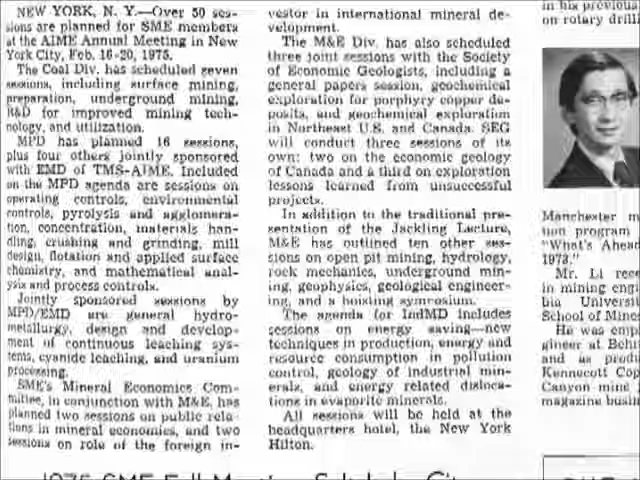 NEW YORK, N. Y.—Over 50 ses-
sions are planned for SME members
at the AIME Annual Meeting in New
York City, Feb. 16-20, 1975.
The Coal Div. has scheduled seven
sessions, including surface mining,
preparation, underground mining,
R&D for improved mining tech-
nology, and utilization.
MPD has planned 16 sessions,
plus four others jointly sponsored
with EMD of TMS-AIME. Included
on the MPD agenda are sessions on
operating controls, environmental
controls, pyrolysis and agglomera-
tion, concentration, materials han-
dling, crushing and grinding, mill
design, flotation and applied surface
chemistry, and mathematical anal-
ysis and process controls.
Jointly sponsored sessions by
MPD/EMD are general hydro-
metallurgy, design and develop-
ment of continuous leaching sys-
tems, cyanide leaching, and uranium
processing.
SME's Mineral Economics Com-
mittee, in conjunction with M&E, has
planned two sessions on public rela-
tions in mineral economics, and two
sessions on role of the foreign in-
vestor in international mineral de-
velopment.
The M&E Div. has also scheduled
three joint sessions with the Society
of Economic Geologists, including a
general papers session, geochemical
exploration for porphyry copper de-
posits, and geochemical exploration
in Northeast U.S. and Canada. SEG
will conduct three sessions of its
own: two on the economic geology
of Canada and a third on exploration
lessons learned from unsuccessful
projects.
In addition to the traditional pre-
sentation of the Jackling Lecture,
M&E has outlined ten other ses-
sions on open pit mining, hydrology,
rock mechanics, underground min-
ing, geophysics, geological engineer-
ing, and a hoisting symposium.
The agenda for IndMD includes
sessions on energy saving—new
techniques in production, energy and
resource consumption in pollution
control, geology of industrial min-
erals, and energy related disloca-
tions in evaporite minerals.
All sessions will be held at the
headquarters hotel, the New York
Hilton.
in his previous
on rotary drilli
Manchester m
tion program
"What's Ahead
1973."
Mr. Li rece
in mining engi
bia Universi
School of Mines
He was emp
gineer at Behr
and as produ
Kennecott Cop
Canyon mine
magazine busin
1975 SME Fall Meeting Salt Lake City